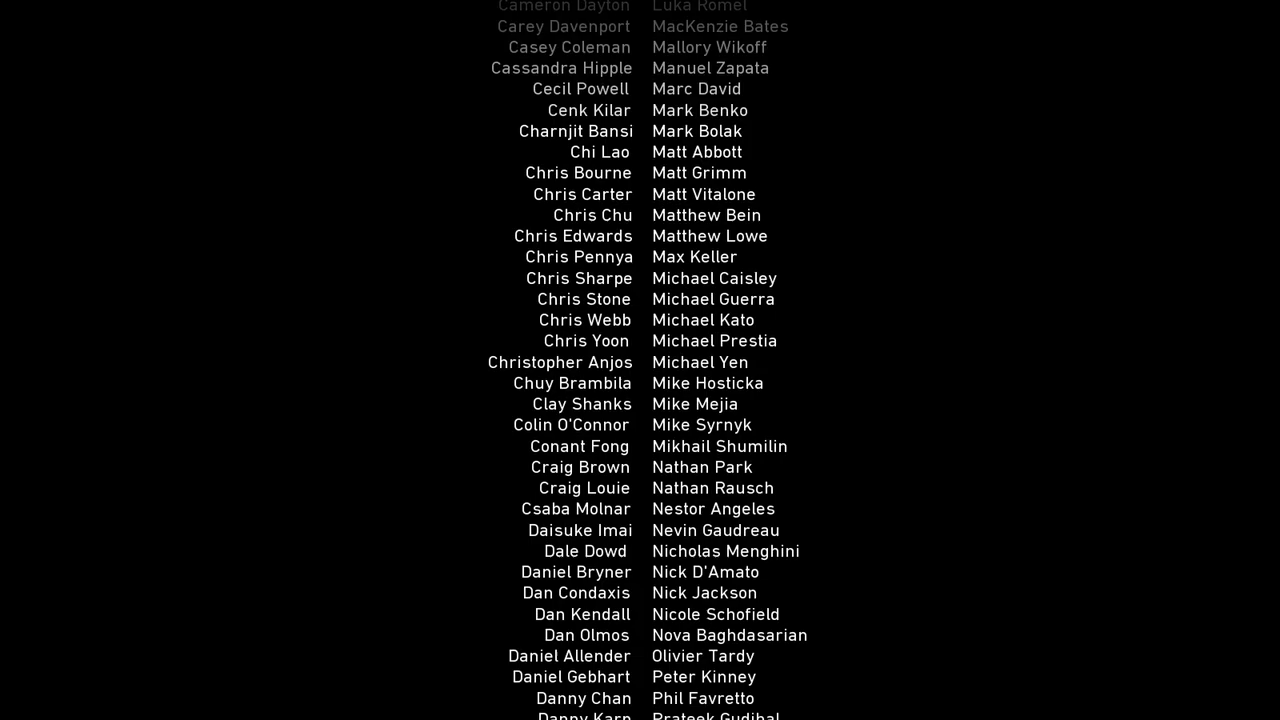 Cameron Dayton Luka Romel
Carey Davenport MacKenzie Bates
Casey Coleman Mallory Wikoff
Cassandra Hipple Manuel Zapata
Cecil Powell Marc David
Cenk Kilar Mark Benko
Charnjit Bansi Mark Bolak
Chi Lao Matt Abbott
Chris Bourne Matt Grimm
Chris Carter Matt Vitalone
Chris Chu Matthew Bein
Chris Edwards Matthew Lowe
Chris Pennya Max Keller
Chris Sharpe Michael Caisley
Chris Stone Michael Guerra
Chris Webb Michael Kato
Chris Yoon Michael Prestia
Christopher Anjos Michael Yen
Chuy Brambila Mike Hosticka
Clay Shanks Mike Mejia
Colin O'Connor Mike Syrnyk
Conant Fong Mikhail Shumilin
Craig Brown Nathan Park
Craig Louie Nathan Rausch
Csaba Molnar Nestor Angeles
Daisuke Imai Nevin Gaudreau
Dale Dowd Nicholas Menghini
Daniel Bryner Nick D'Amato
Dan Condaxis Nick Jackson
Dan Kendall Nicole Schofield
Dan Olmos Nova Baghdasarian
Daniel Allender Olivier Tardy
Daniel Gebhart Peter Kinney
Danny Chan Phil Favretto
Danny Karp Prateek Gudihal